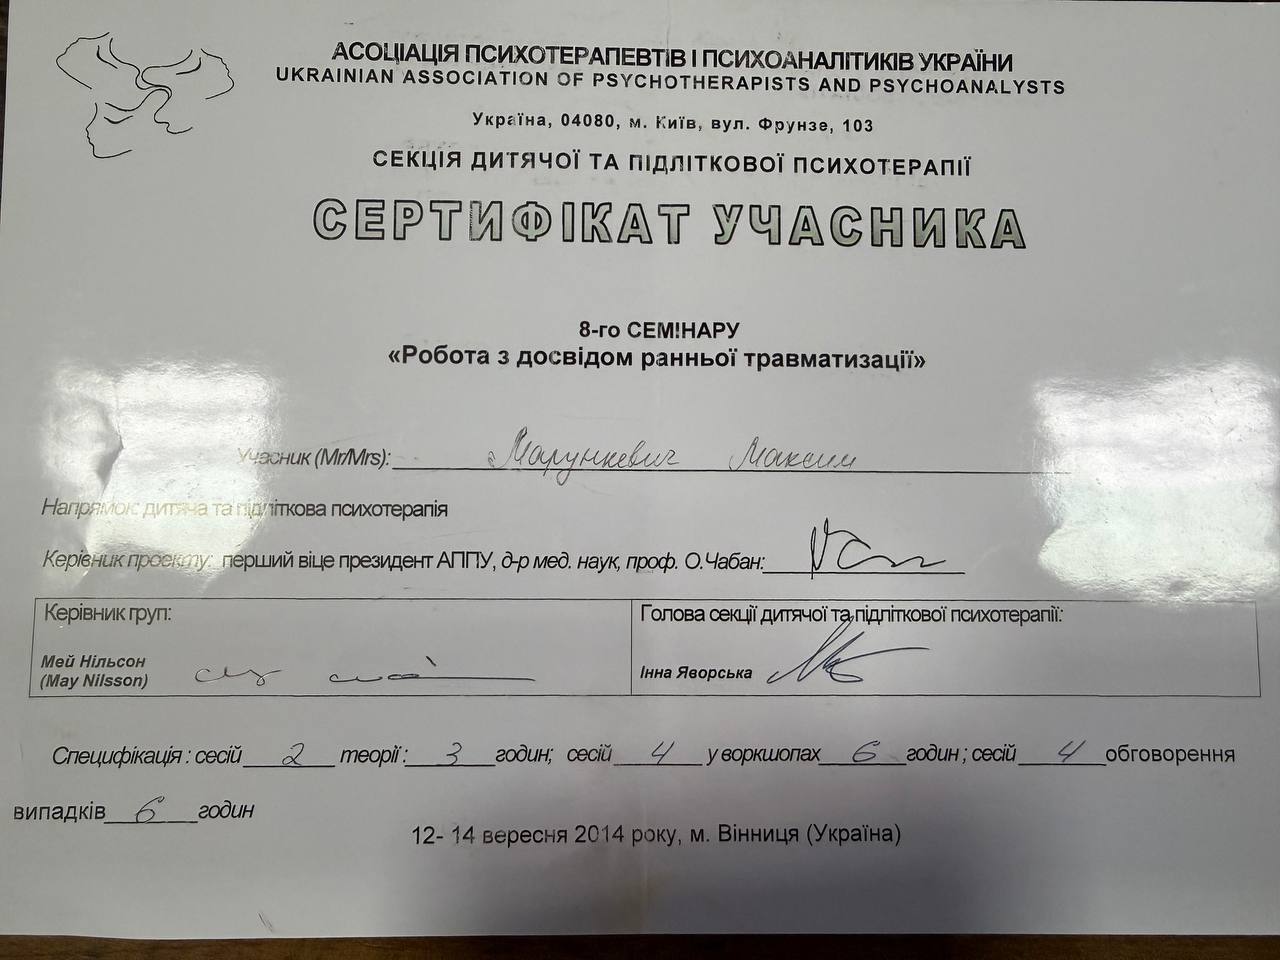 АСОЦІАЦІЯ ПСИХОТЕРАПЕВТІВ І ПСИХОАНАЛІТИКІВ УКРАЇНИ
UKRAINIAN ASSOCIATION OF PSYCHOTHERAPISTS AND PSYCHOANALYSTS
Україна, 04080, м. Київ, вул. Фрунзе, 103
СЕКЦІЯ ДИТЯЧОЇ ТА ПІДЛІТКОВОЇ ПСИХОТЕРАПІЇ
СЕРТИФІКАТ УЧАСНИКА
8-го СЕМІНАРУ
«Робота з досвідом ранньої травматизації»
Учасник (Mr/Mrs): Марункевич Максим
Напрямок: дитяча та підліткова психотерапія
Керівник проекту: перший віце президент АППУ, д-р мед. наук, проф. О.Чабан:
Керівник груп:
Мей Нільсон
(May Nilsson)
Голова секції дитячої та підліткової психотерапії:
Інна Яворська
Специфікація : сесій 2 теорії : 3 годин; сесій 4 у воркшопах 6 годин ; сесій 4 обговорення
випадків 6 годин
12- 14 вересня 2014 року, м. Вінниця (Україна)